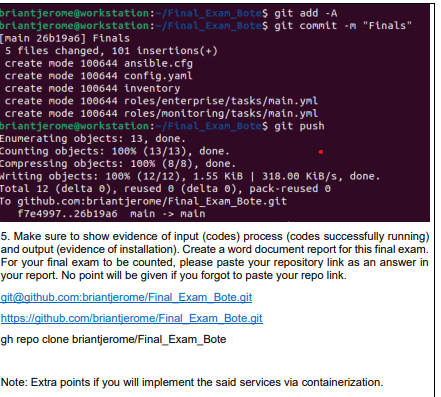 briantjerome@workstation:~/Final_Exam_Bote$ git add -A
briantjerome@workstation:~/Final_Exam_Bote$ git commit -m "Finals"
[main 26b19a6] Finals
 5 files changed, 101 insertions(+)
 create mode 100644 ansible.cfg
 create mode 100644 config.yaml
 create mode 100644 inventory
 create mode 100644 roles/enterprise/tasks/main.yml
 create mode 100644 roles/monitoring/tasks/main.yml
briantjerome@workstation:~/Final_Exam_Bote$ git push
Enumerating objects: 13, done.
Counting objects: 100% (13/13), done.
Compressing objects: 100% (8/8), done.
Writing objects: 100% (12/12), 1.55 KiB | 318.00 KiB/s, done.
Total 12 (delta 0), reused 0 (delta 0), pack-reused 0
To github.com:briantjerome/Final_Exam_Bote.git
   f7e4997..26b19a6  main -> main
5. Make sure to show evidence of input (codes) process (codes successfully running)
and output (evidence of installation). Create a word document report for this final exam.
For your final exam to be counted, please paste your repository link as an answer in
your report. No point will be given if you forgot to paste your repo link.
git@github.com:briantjerome/Final_Exam_Bote.git
https://github.com/briantjerome/Final_Exam_Bote.git
gh repo clone briantjerome/Final_Exam_Bote
Note: Extra points if you will implement the said services via containerization.